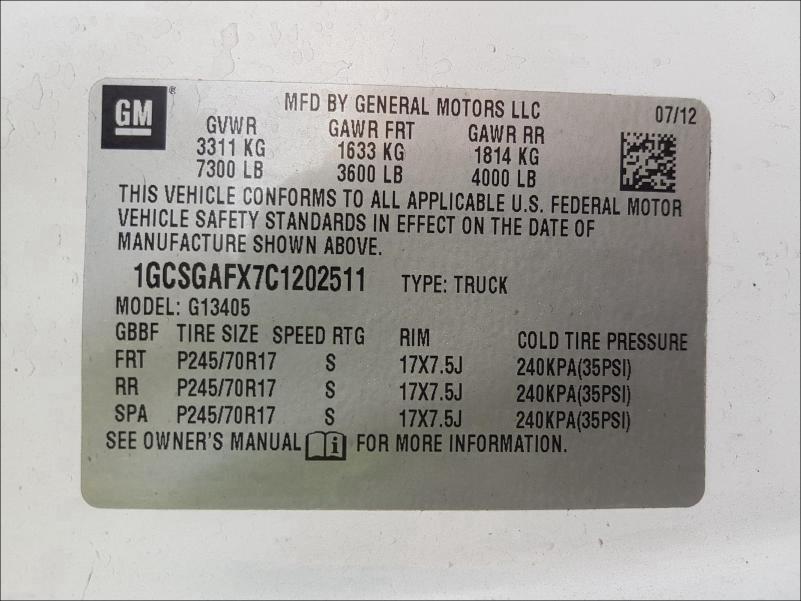 GM ®
MFD BY GENERAL MOTORS LLC 07/12
GVWR GAWR FRT GAWR RR
3311 KG 1633 KG 1814 KG
7300 LB 3600 LB 4000 LB
THIS VEHICLE CONFORMS TO ALL APPLICABLE U.S. FEDERAL MOTOR
VEHICLE SAFETY STANDARDS IN EFFECT ON THE DATE OF
MANUFACTURE SHOWN ABOVE.
1GCSGAFX7C1202511 TYPE: TRUCK
MODEL: G13405
GBBF TIRE SIZE SPEED RTG RIM COLD TIRE PRESSURE
FRT P245/70R17 S 17X7.5J 240KPA(35PSI)
RR P245/70R17 S 17X7.5J 240KPA(35PSI)
SPA P245/70R17 S 17X7.5J 240KPA(35PSI)
SEE OWNER'S MANUAL i FOR MORE INFORMATION.